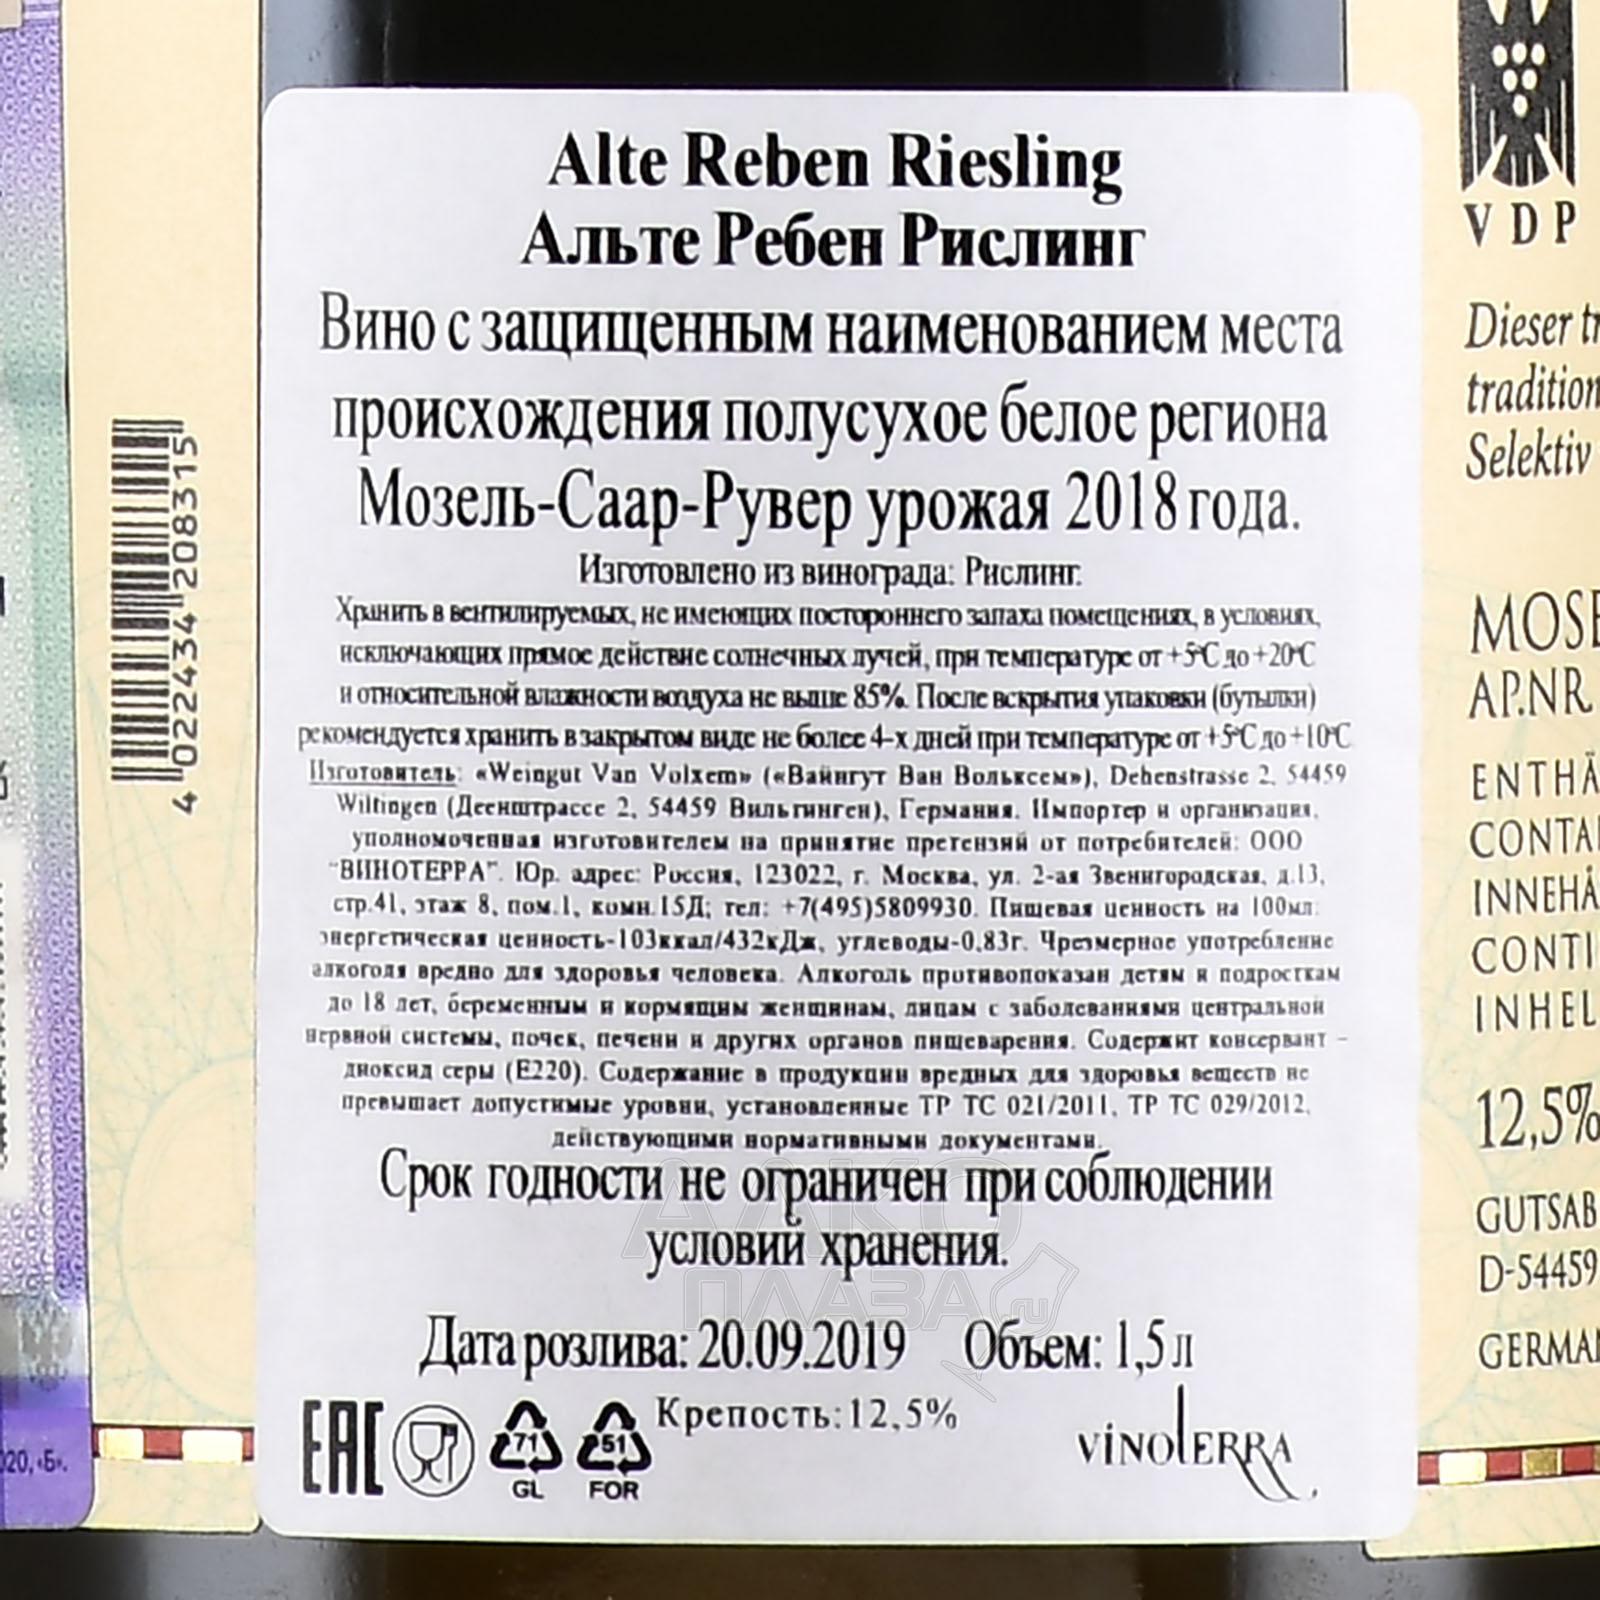 Alte Reben Riesling
Альте Ребен Рислинг
Вино с защищенным наименованием места
происхождения полусухое белое региона
Мозель-Саар-Рувер урожая 2018 года.
Изготовлено из винограда: Рислинг.
Хранить в вентилируемых, не имеющих постороннего запаха помещениях, в условиях,
исключающих прямое действие солнечных лучей, при температуре от +5°С до +20°С
и относительной влажности воздуха не выше 85%. После вскрытия упаковки (бутылки)
рекомендуется хранить в закрытом виде не более 4-х дней при температуре от +5°С до +10°С
Изготовитель: «Weingut Van Volxem» («Вайнгут Ван Вольксем»), Dehenstrasse 2, 54459
Wiltingen (Деенштрассе 2, 54459 Вильтинген), Германия. Импортер и организация,
уполномоченная изготовителем на принятие претензий от потребителей: ООО
"ВИНОТЕРРА". Юр. адрес: Россия, 123022, г. Москва, ул. 2-ая Звенигородская, д.13,
стр.41, этаж 8, пом.1, комн.15Д; тел: +7(495)5809930. Пищевая ценность на 100мл:
энергетическая ценность-103ккал/432кДж, углеводы-0,83г. Чрезмерное употребление
алкоголя вредно для здоровья человека. Алкоголь противопоказан детям и подросткам
до 18 лет, беременным и кормящим женщинам, лицам с заболеваниями центральной
нервной системы, почек, печени и других органов пищеварения. Содержит консервант -
диоксид серы (Е220). Содержание в продукции вредных для здоровья веществ не
превышает допустимые уровни, установленные ТР ТС 021/2011, ТР ТС 029/2012,
действующими нормативными документами.
Срок годности не ограничен при соблюдении
условий хранения.
Дата розлива: 20.09.2019 Объем: 1,5 л
Крепость:12,5%
EAC
71
GL
51
FOR
VINOTERRA
АЛКО
ПЛАЗА
.ru
4 022434 208315
020, «Б».
VDP
Dieser tr
tradition
Selektiv
MOSE
AP.NR
ENTHÄ
CONTAI
INNEHÅ
CONTI
INHEL
12,5%
GUTSAB
D-54459
GERMAN